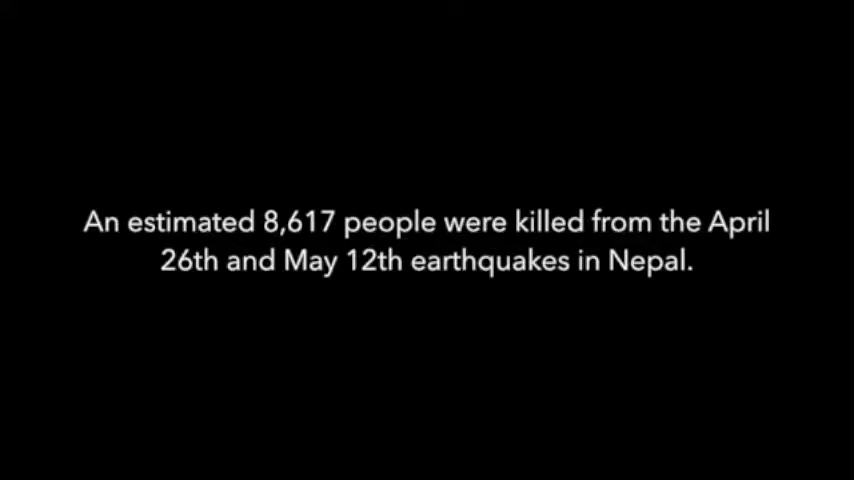 An estimated 8,617 people were killed from the April
26th and May 12th earthquakes in Nepal.